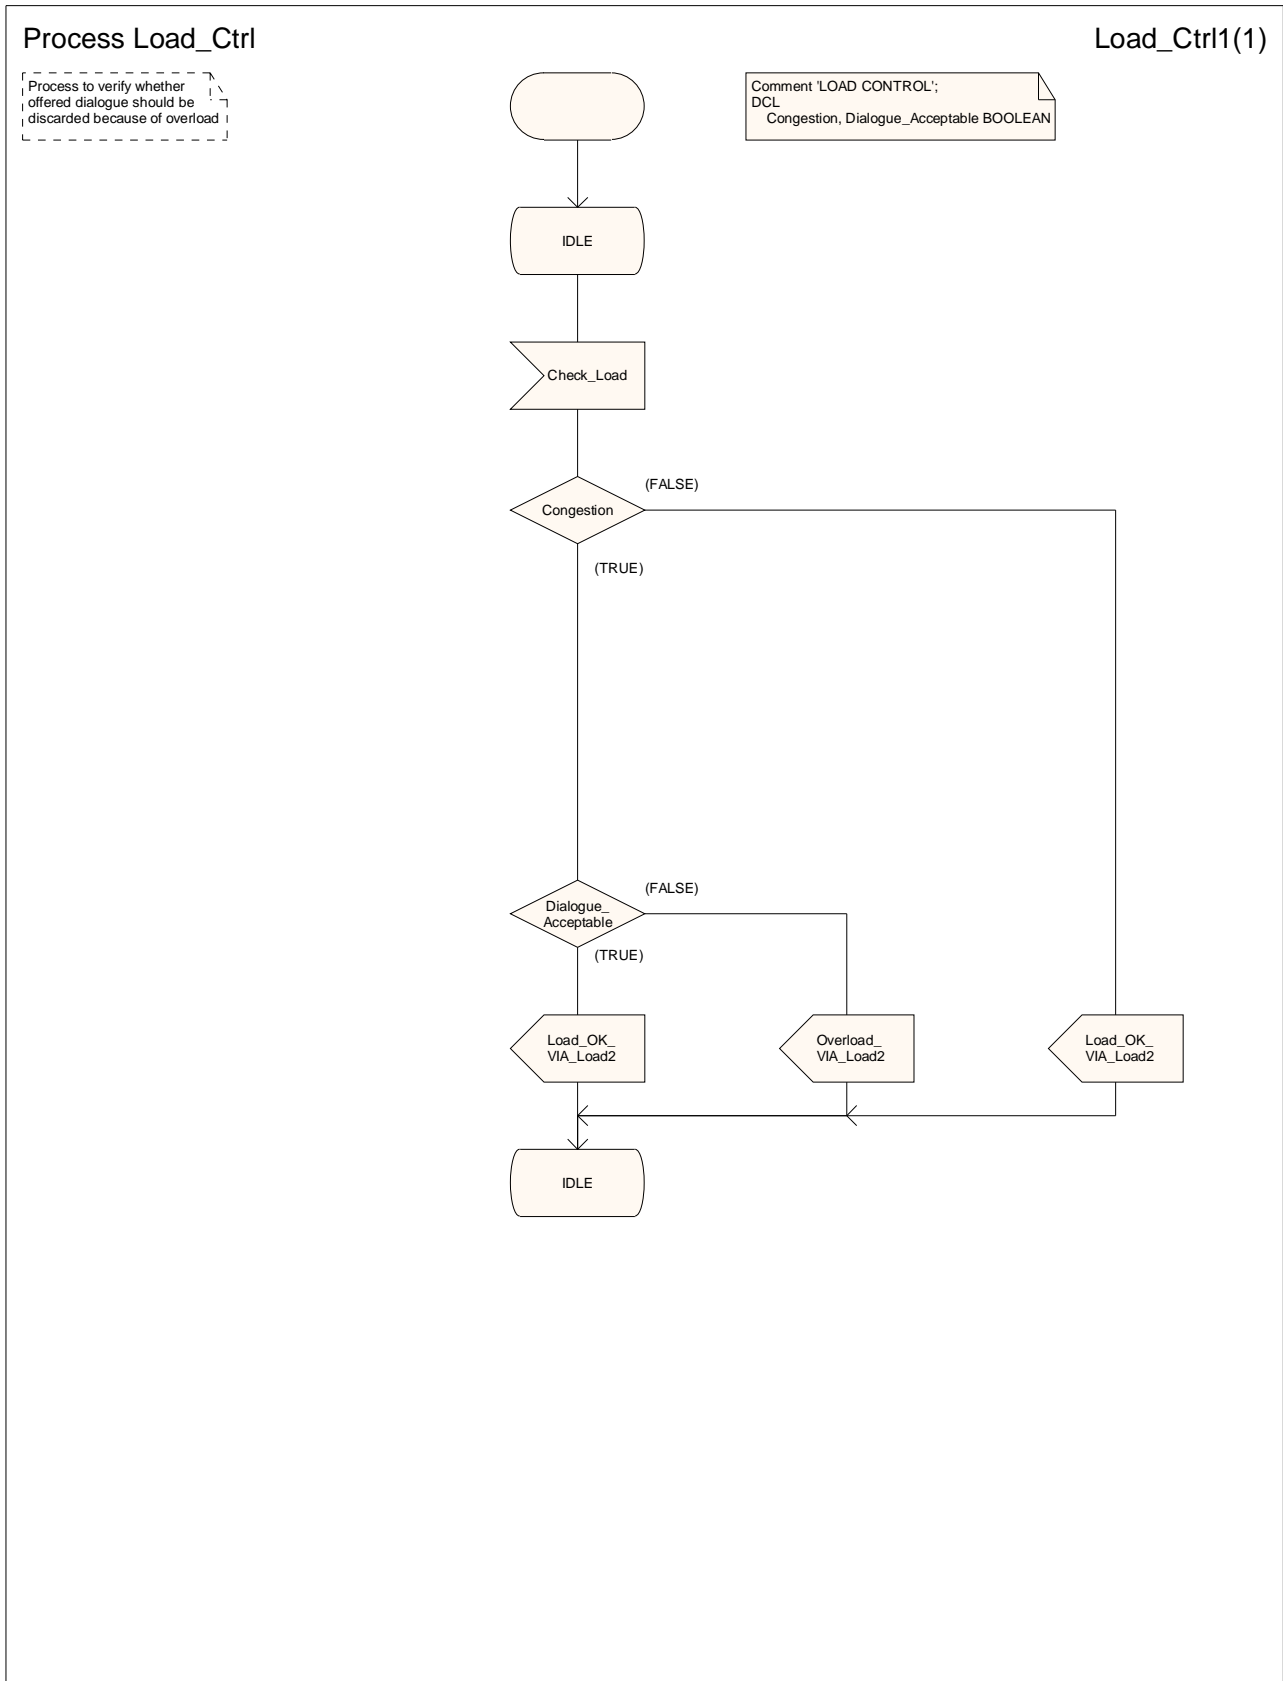 Process Load_Ctrl
Load_Ctrl1(1)
Process to verify whether
offered dialogue should be
discarded because of overload
Comment 'LOAD CONTROL';
DCL
Congestion, Dialogue_Acceptable BOOLEAN
IDLE
Check_Load
(FALSE)
Congestion
(TRUE)
(FALSE)
Dialogue_
Acceptable
(TRUE)
Load_OK_
VIA_Load2
Overload_
VIA_Load2
Load_OK_
VIA_Load2
IDLE